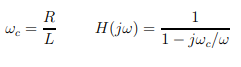 ω_c = R/L    H(jω) = 1/(1 − jω_c/ω)